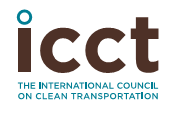 icct
THE INTERNATIONAL COUNCIL
ON CLEAN TRANSPORTATION